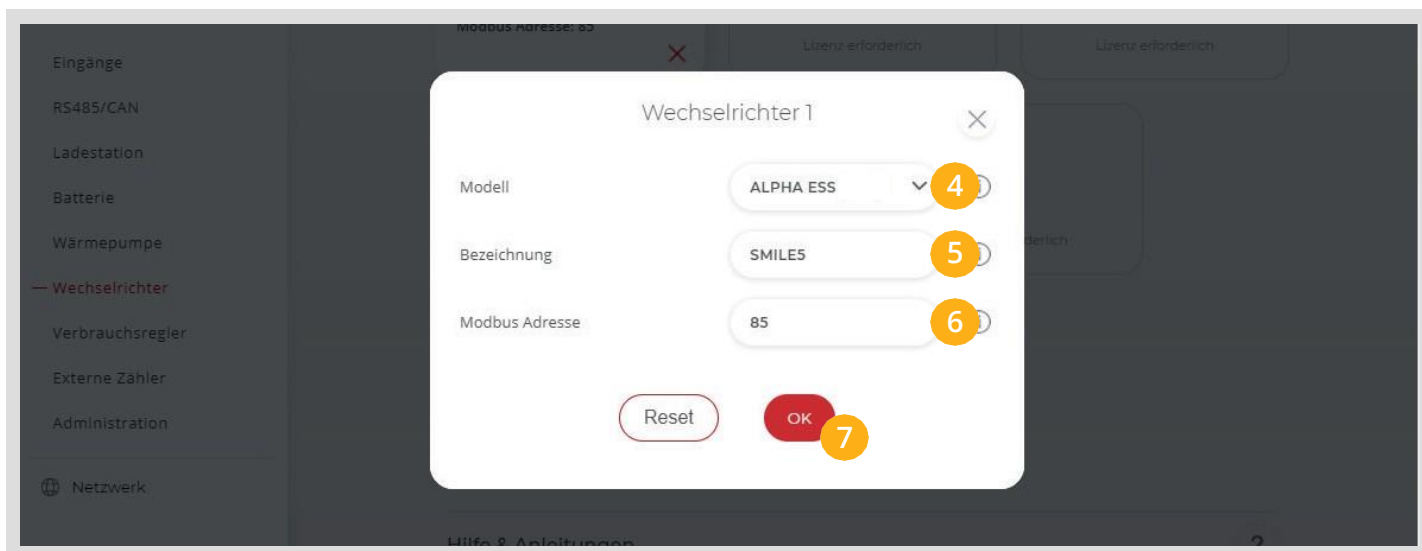 Modbus Adresse: 85
Lizenz erforderlich
Lizenz erforderlich
Eingänge
RS485/CAN
Ladestation
Batterie
Wärmepumpe
Wechselrichter
Verbrauchsregler
Externe Zähler
Administration
Netzwerk
Wechselrichter 1
Modell
ALPHA ESS
4
Bezeichnung
SMILE5
5
Modbus Adresse
85
6
Reset
OK
7
Hilfe & Anleitungen
?